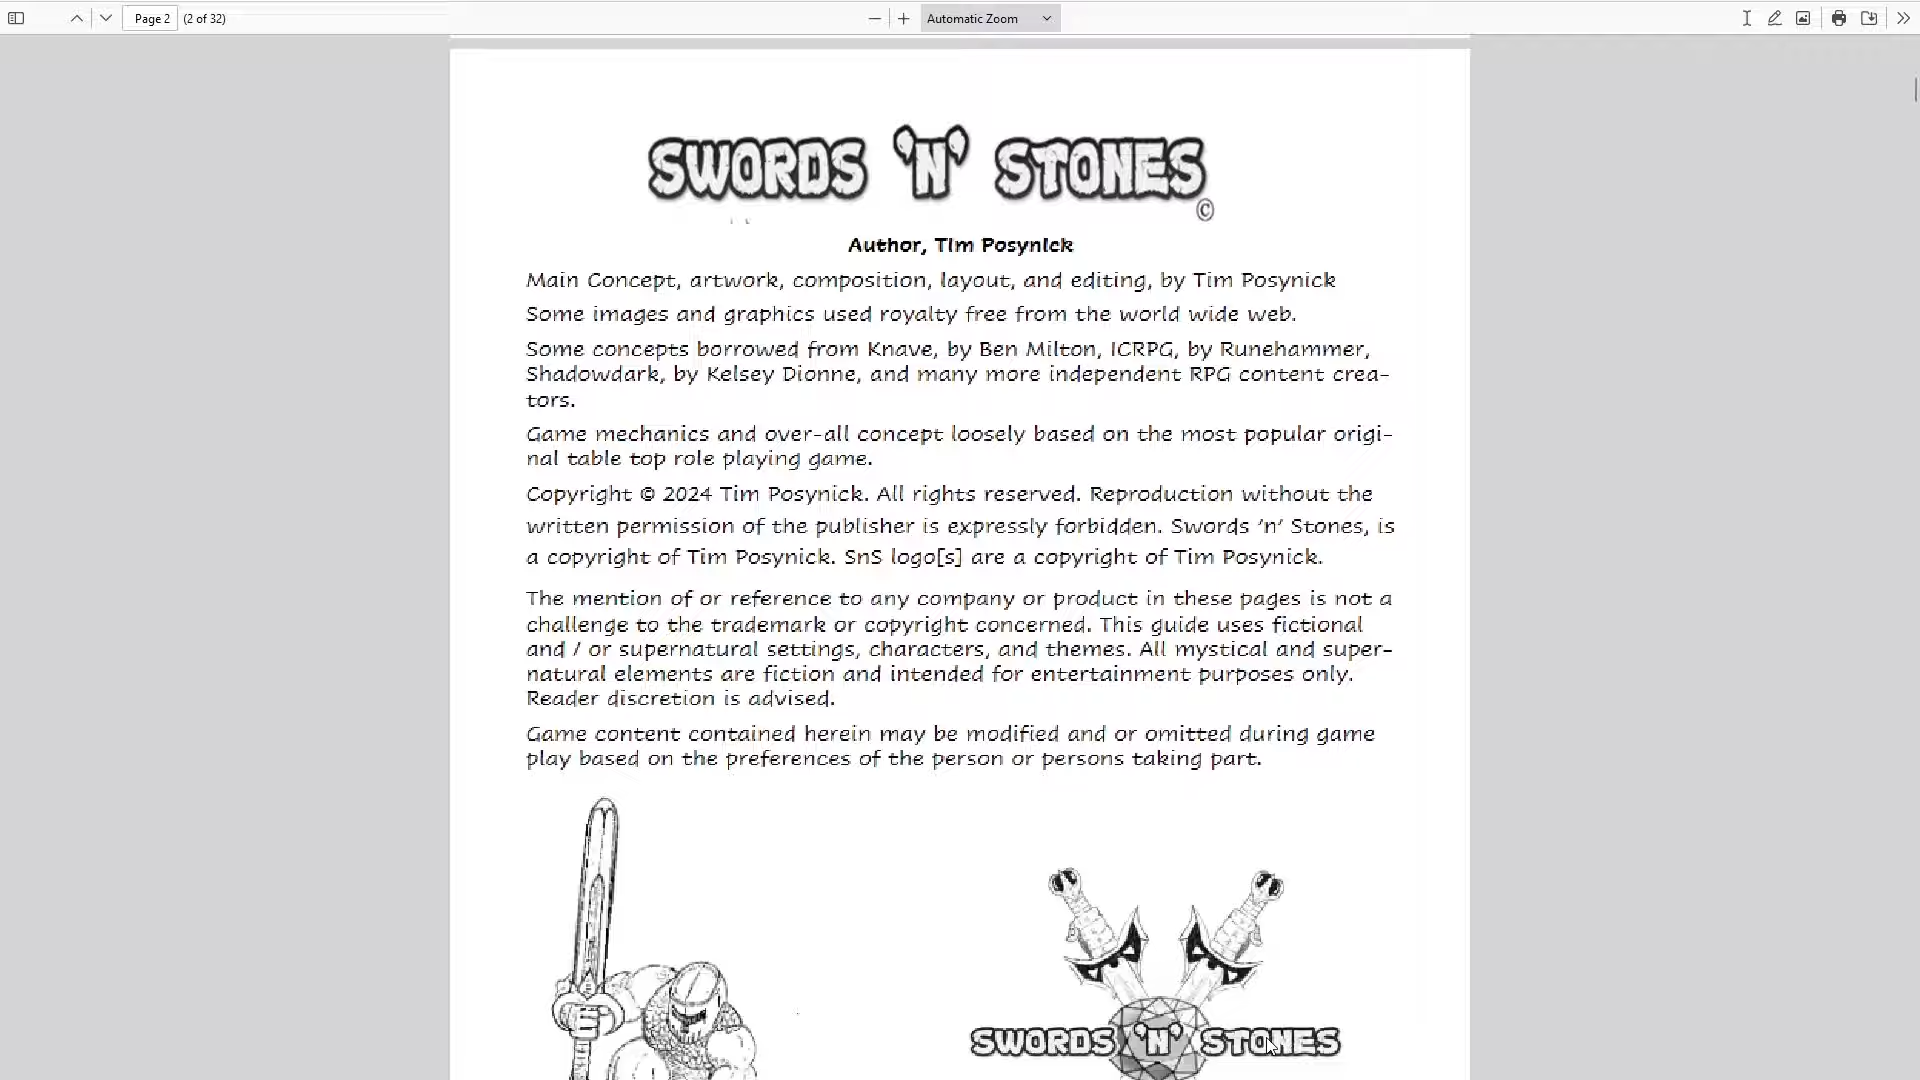 Page 2 (2 of 32) Automatic Zoom
SWORDS 'N' STONES
©
Author, Tim Posynick
Main Concept, artwork, composition, layout, and editing, by Tim Posynick
Some images and graphics used royalty free from the world wide web.
Some concepts borrowed from Knave, by Ben Milton, ICRPG, by Runehammer,
Shadowdark, by Kelsey Dionne, and many more independent RPG content crea-
tors.
Game mechanics and over-all concept loosely based on the most popular origi-
nal table top role playing game.
Copyright © 2024 Tim Posynick. All rights reserved. Reproduction without the
written permission of the publisher is expressly forbidden. Swords 'n' Stones, is
a copyright of Tim Posynick. SnS logo[s] are a copyright of Tim Posynick.
The mention of or reference to any company or product in these pages is not a
challenge to the trademark or copyright concerned. This guide uses fictional
and / or supernatural settings, characters, and themes. All mystical and super-
natural elements are fiction and intended for entertainment purposes only.
Reader discretion is advised.
Game content contained herein may be modified and or omitted during game
play based on the preferences of the person or persons taking part.
SWORDS 'N' STONES